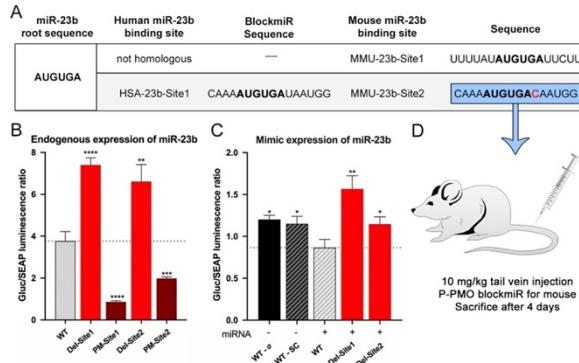 A
miR-23b root sequence
Human miR-23b binding site
BlockmiR Sequence
Mouse miR-23b binding site
Sequence
AUGUGA
not homologous
—
MMU-23b-Site1
UUUUAUAUGUGAUUCUU
HSA-23b-Site1
CAAAAUGUGAUAAUGG
MMU-23b-Site2
CAAAAUGUGACAAUGG
B
Endogenous expression of miR-23b
Gluc/SEAP luminescence ratio
8
6
4
2
0
****
****
**
***
WT
Del-Site1
PM-Site1
Del-Site2
PM-Site2
C
Mimic expression of miR-23b
Gluc/SEAP luminescence ratio
2.0
1.5
1.0
0.5
0.0
*
*
**
*
miRNA
-
-
+
+
+
WT - ø
WT - SC
WT
Del-Site1
Del-Site2
D
10 mg/kg tail vein injection
P-PMO blockmiR for mouse
Sacrifice after 4 days